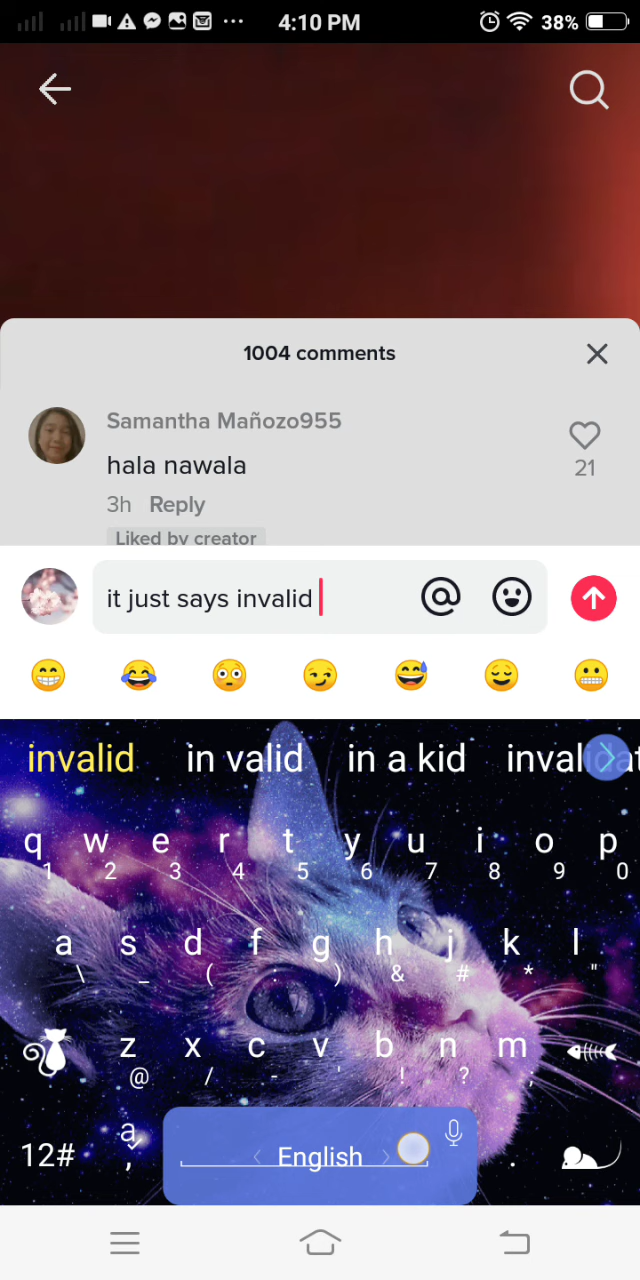 4:10 PM
38%
1004 comments
Samantha Mañozo955
hala nawala
21
3h Reply
Liked by creator
it just says invalid
invalid in valid in a kid
q w e r t y u i o p
1 2 3 4 5 6 7 8 9 0
a s d f g h j k l
\ _ ( ) & # * "
z x c v b n m
@ / - ' ! ? ;
12# a , < English > .